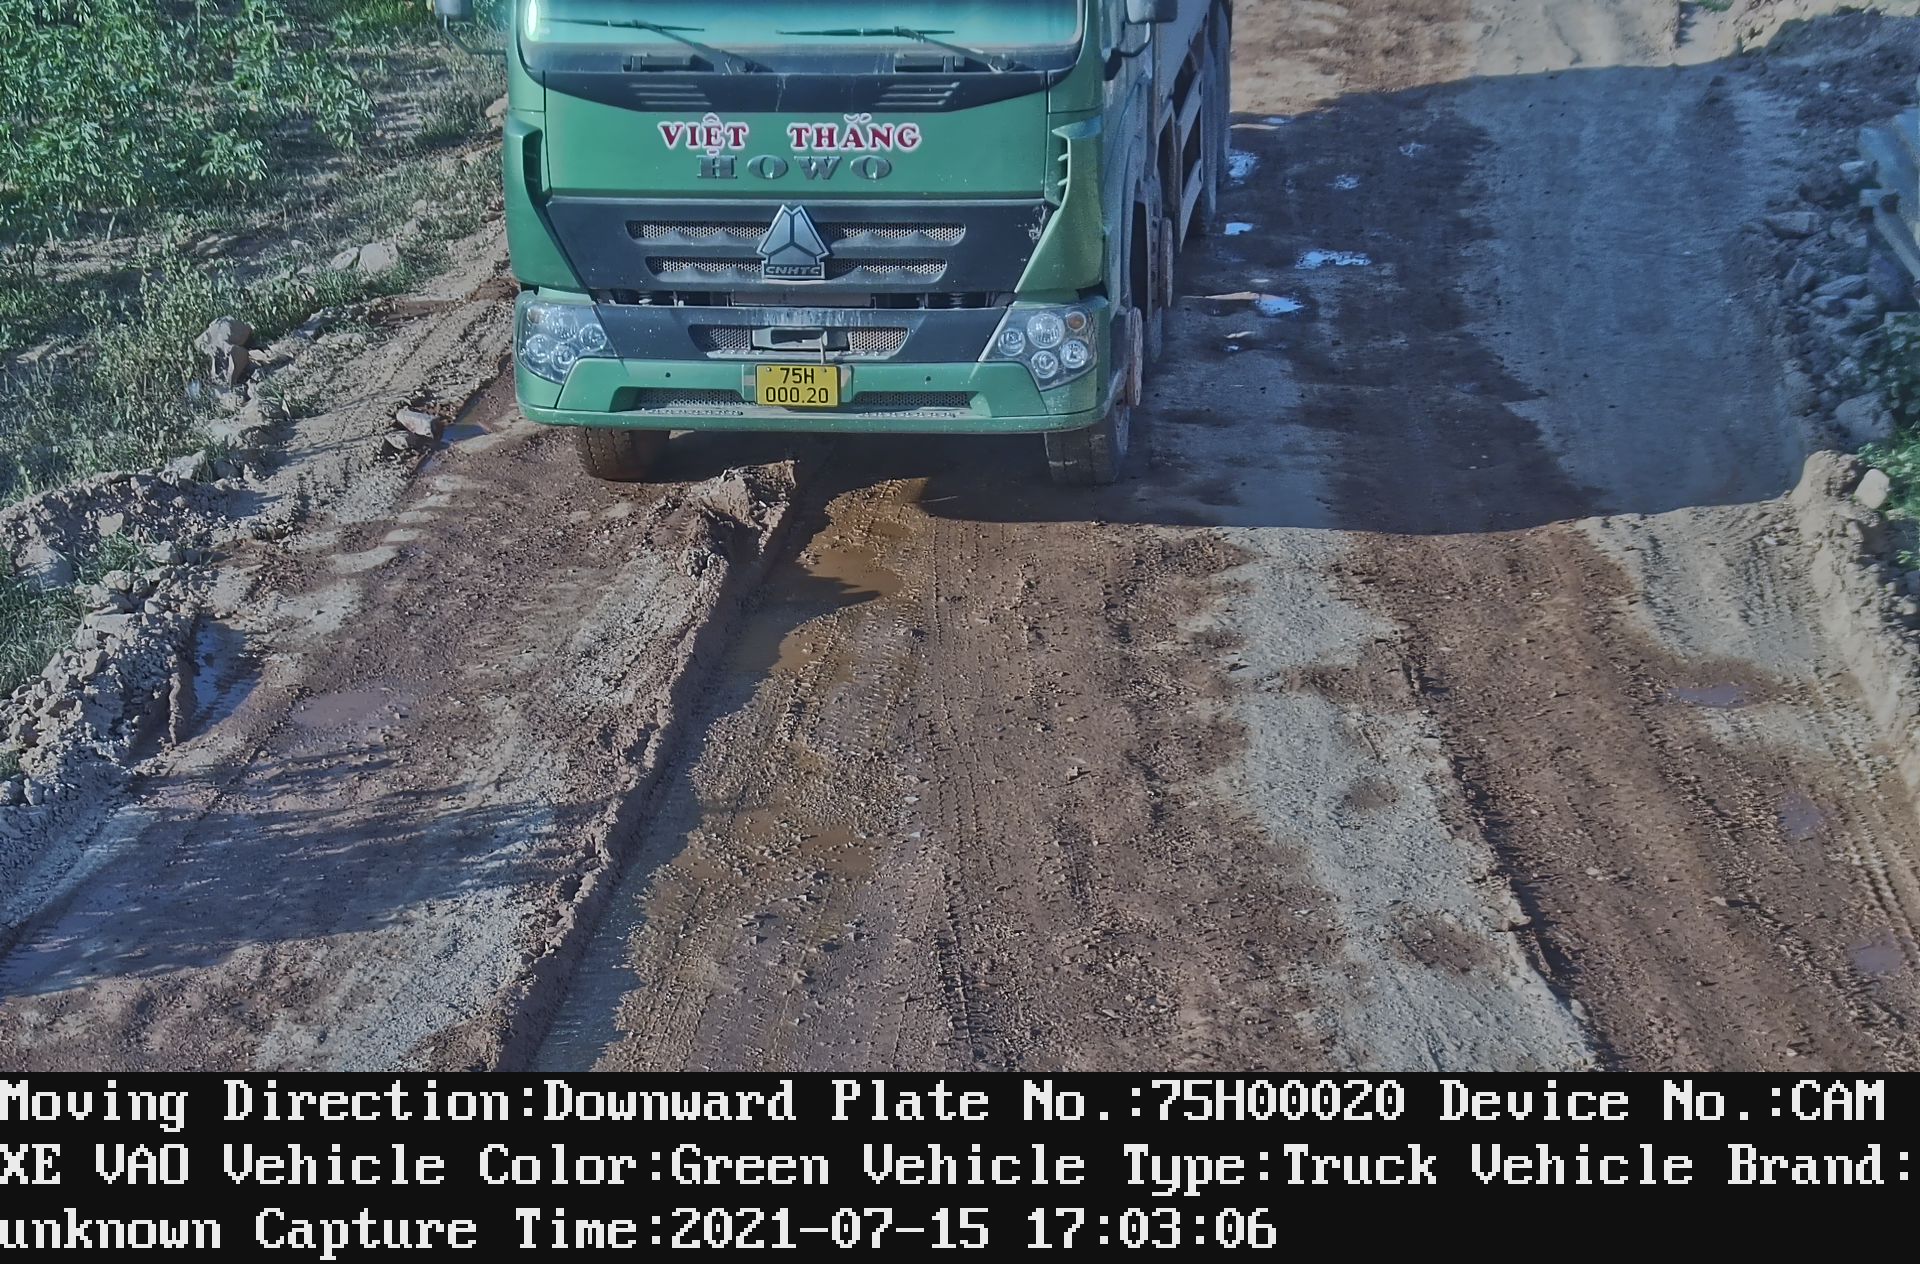 VIỆT THẮNG
HOWO
CNHTC
75H
000.20
Moving Direction:Downward Plate No.:75H00020 Device No.:CAM
XE VAO Vehicle Color:Green Vehicle Type:Truck Vehicle Brand:
unknown Capture Time:2021-07-15 17:03:06